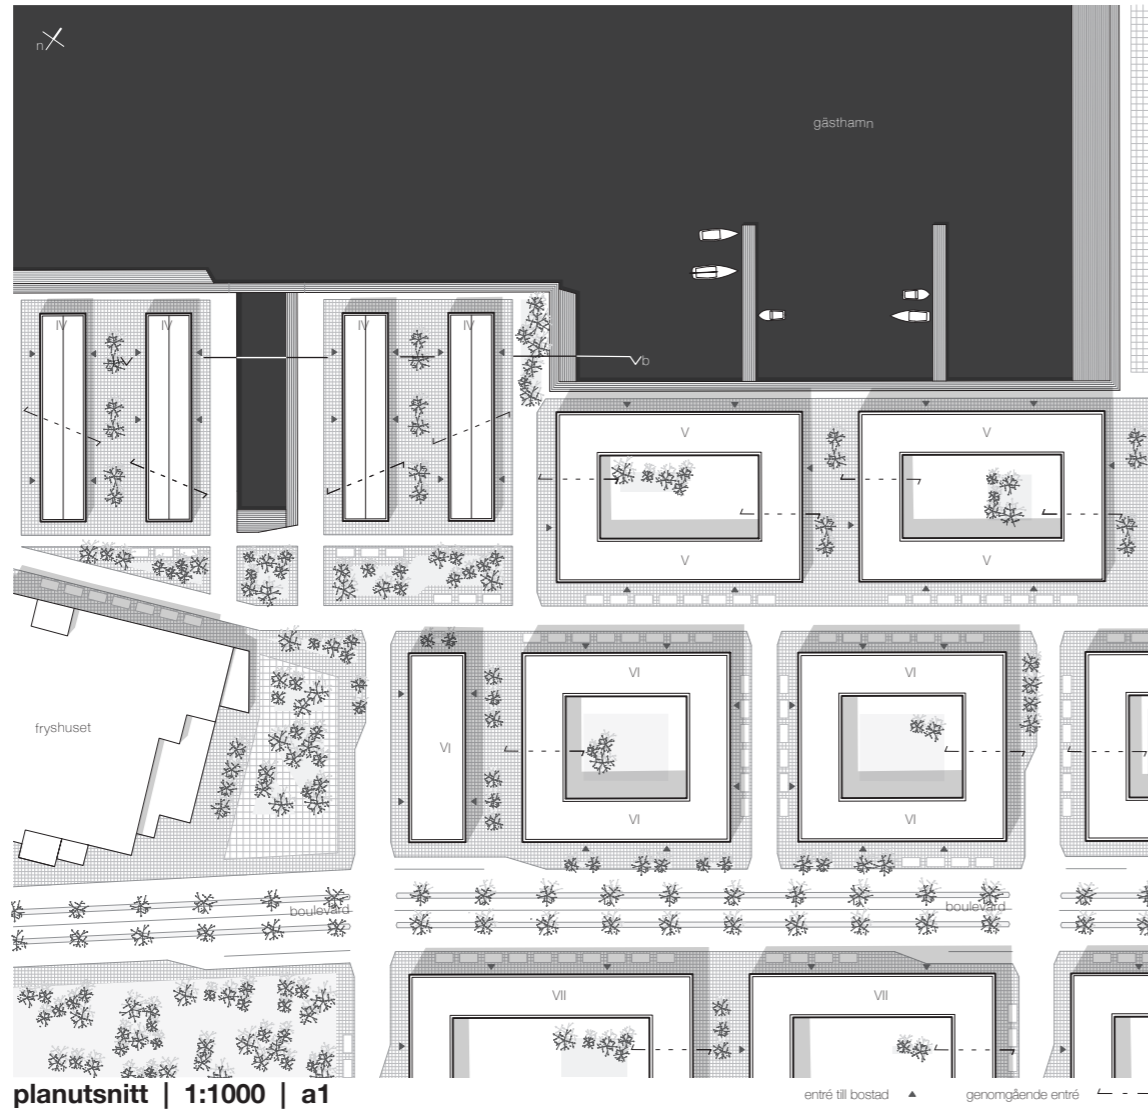 n
gästhamn
IV IV IV IV
b
V V
V V
VI VI
fryshuset
VI
VI VI
boulevard boulevard
VII VII
planutsnitt | 1:1000 | a1
entré till bostad genomgående entré